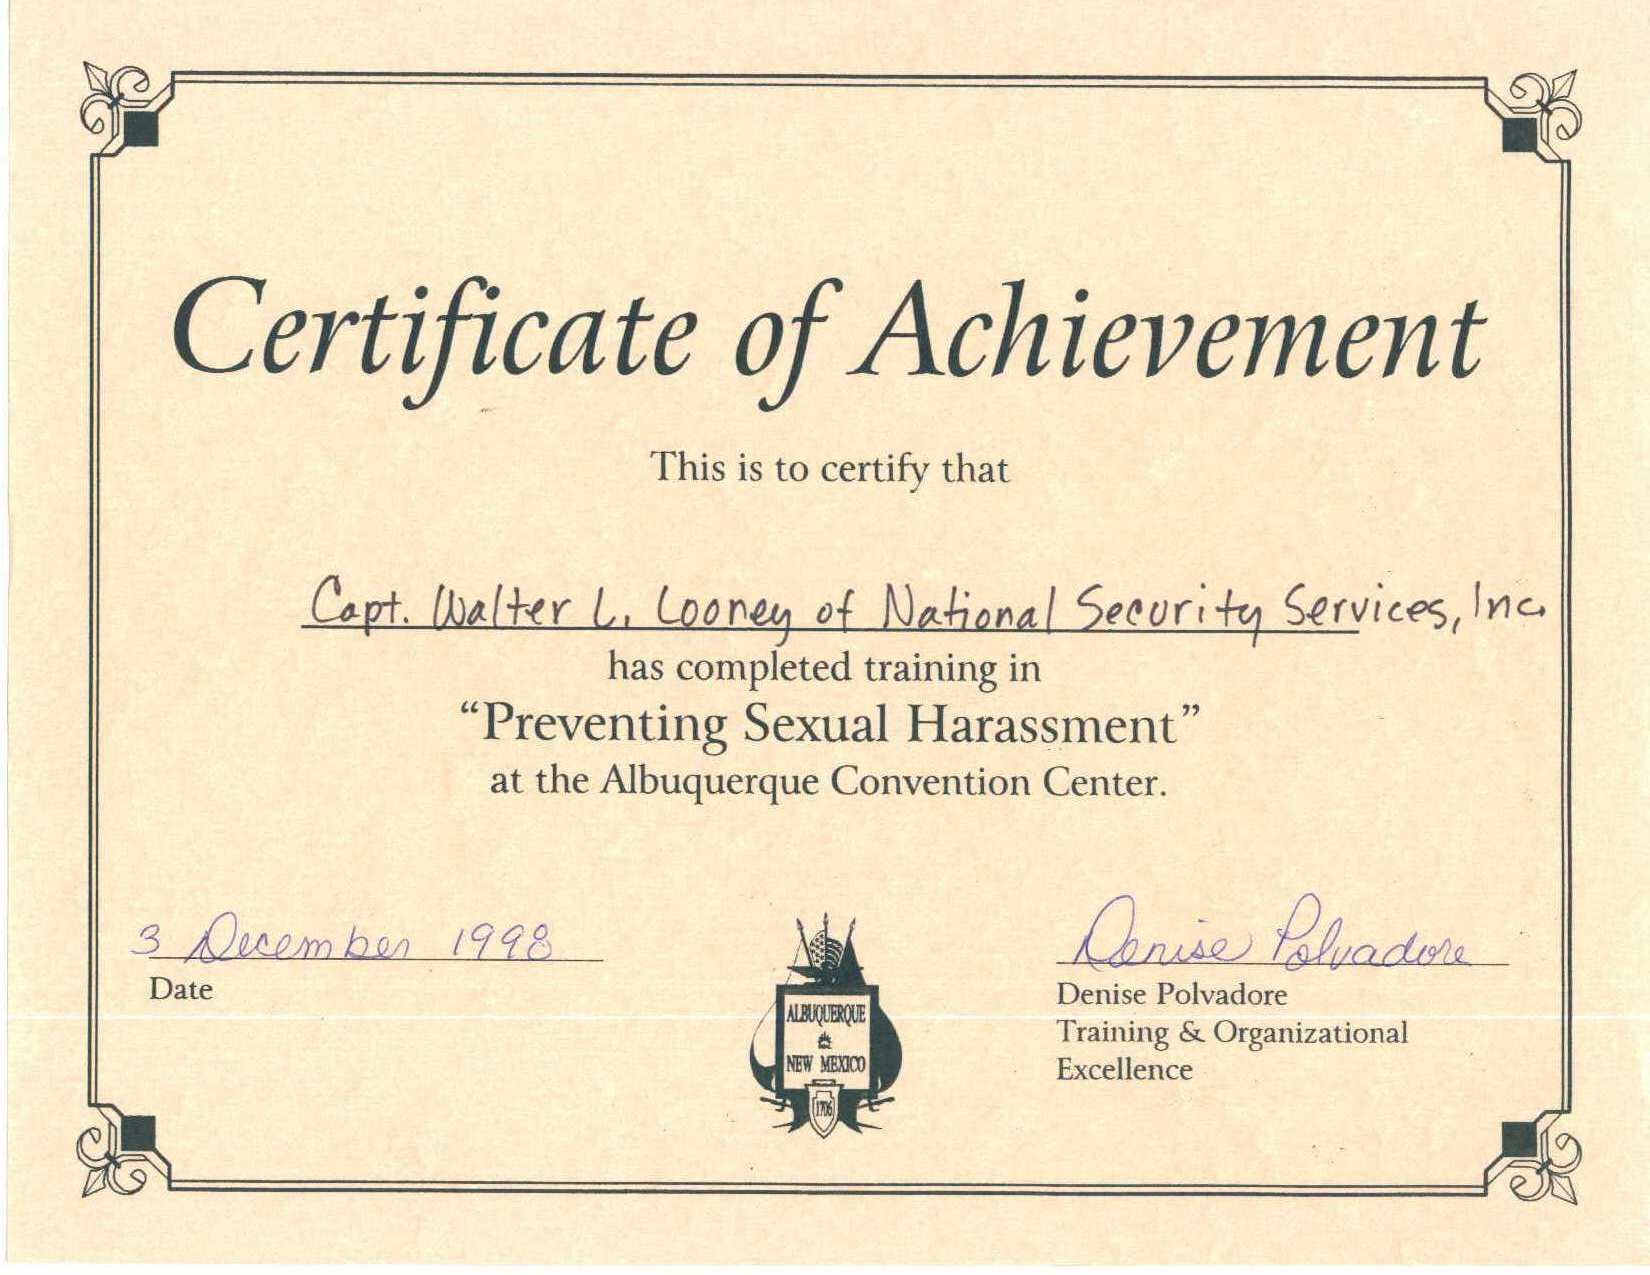 Certificate of Achievement
This is to certify that
Capt. Walter L. Looney of National Security Services, Inc.
has completed training in
“Preventing Sexual Harassment”
at the Albuquerque Convention Center.
3 December 1998
Date
ALBUQUERQUE
NEW MEXICO
1706
Denise Polvadore
Denise Polvadore
Training & Organizational
Excellence